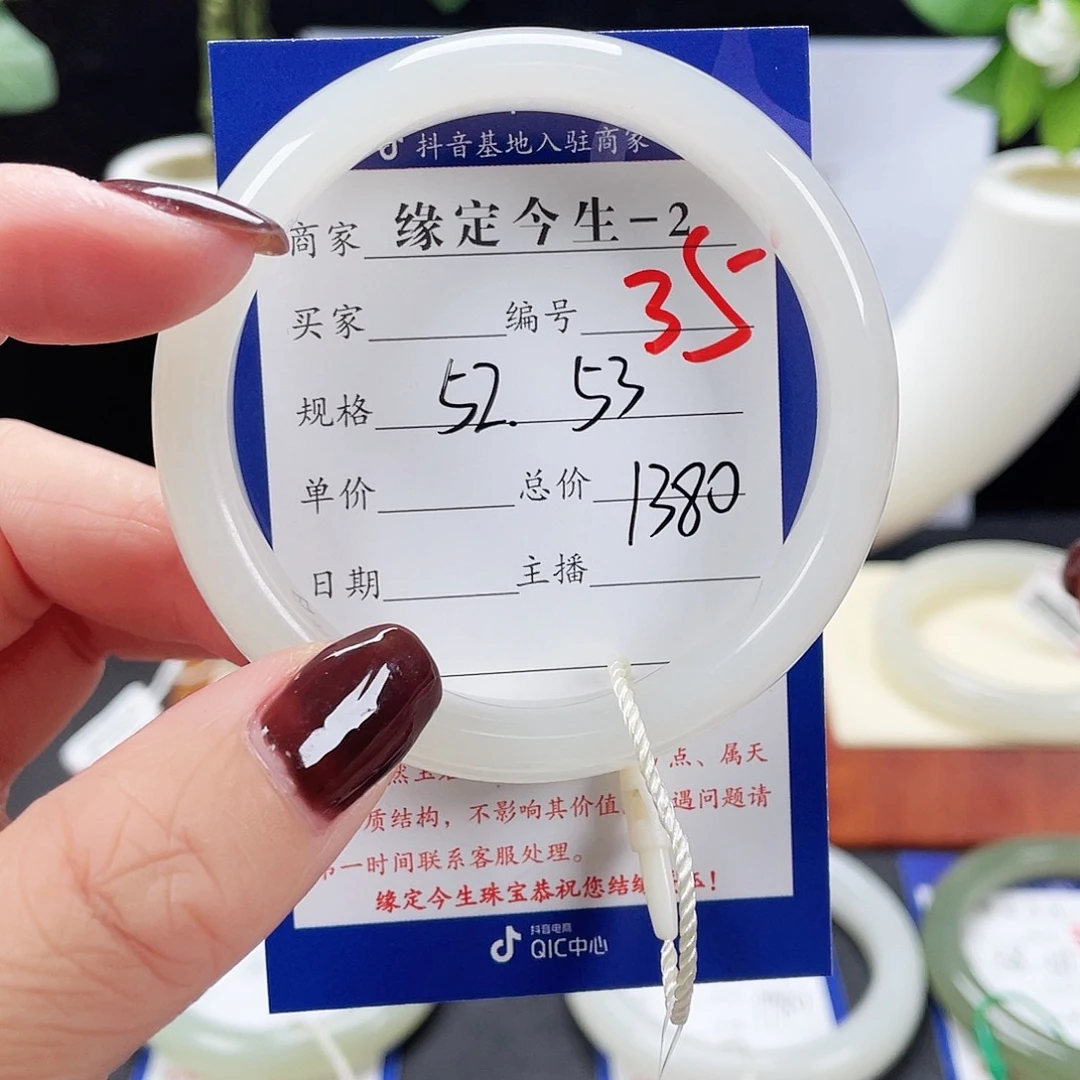 抖音基地入驻商家
商家 缘定今生-2
买家 编号 35
规格 52. 53
单价 总价 1380
日期 主播
点、属天
质结构，不影响其价值 遇问题请
一时间联系客服处理。
缘定今生珠宝恭祝您结缘
抖音电商
QIC中心